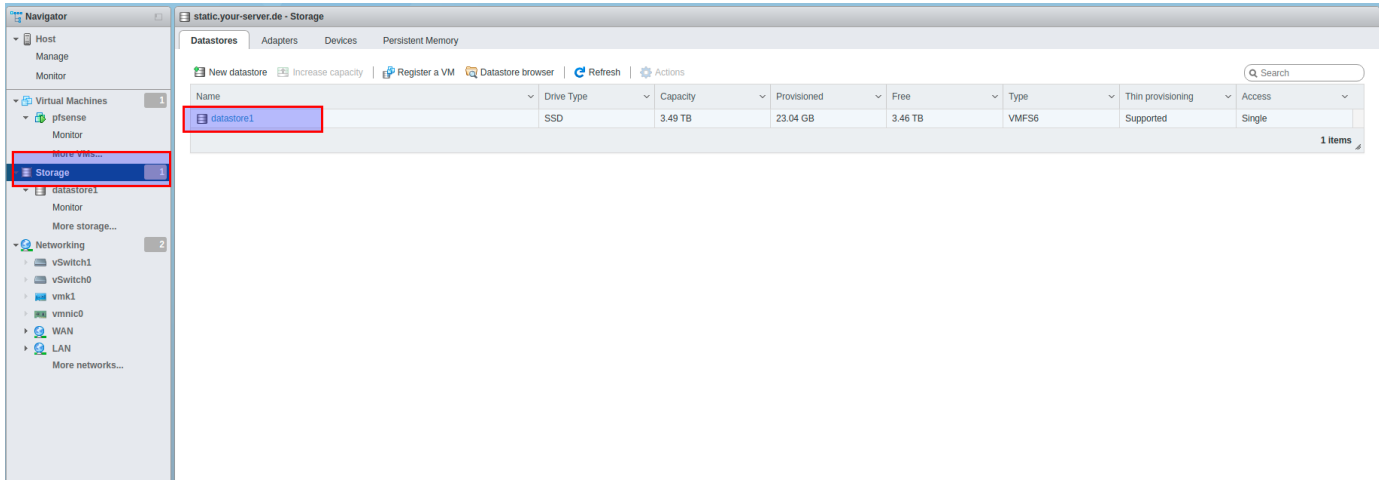 Navigator
Host
Manage
Monitor
Virtual Machines 1
pfsense
Monitor
More VMs...
Storage 1
datastore1
Monitor
More storage...
Networking 2
vSwitch1
vSwitch0
vmk1
vmnic0
WAN
LAN
More networks...
static.your-server.de - Storage
Datastores Adapters Devices Persistent Memory
New datastore Increase capacity Register a VM Datastore browser Refresh Actions Search
Name Drive Type Capacity Provisioned Free Type Thin provisioning Access
datastore1 SSD 3.49 TB 23.04 GB 3.46 TB VMFS6 Supported Single
1 items